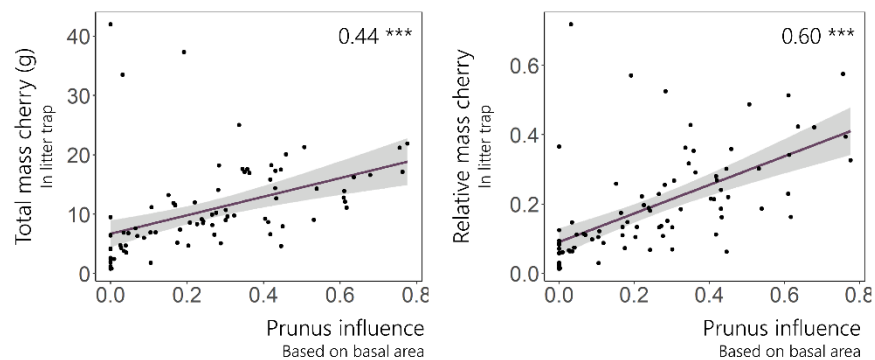 Total mass cherry (g)
In litter trap
40
30
20
10
0
0.44 ***
0.0
0.2
0.4
0.6
0.8
Prunus influence
Based on basal area
Relative mass cherry
In litter trap
0.6
0.4
0.2
0.0
0.60 ***
0.0
0.2
0.4
0.6
0.8
Prunus influence
Based on basal area